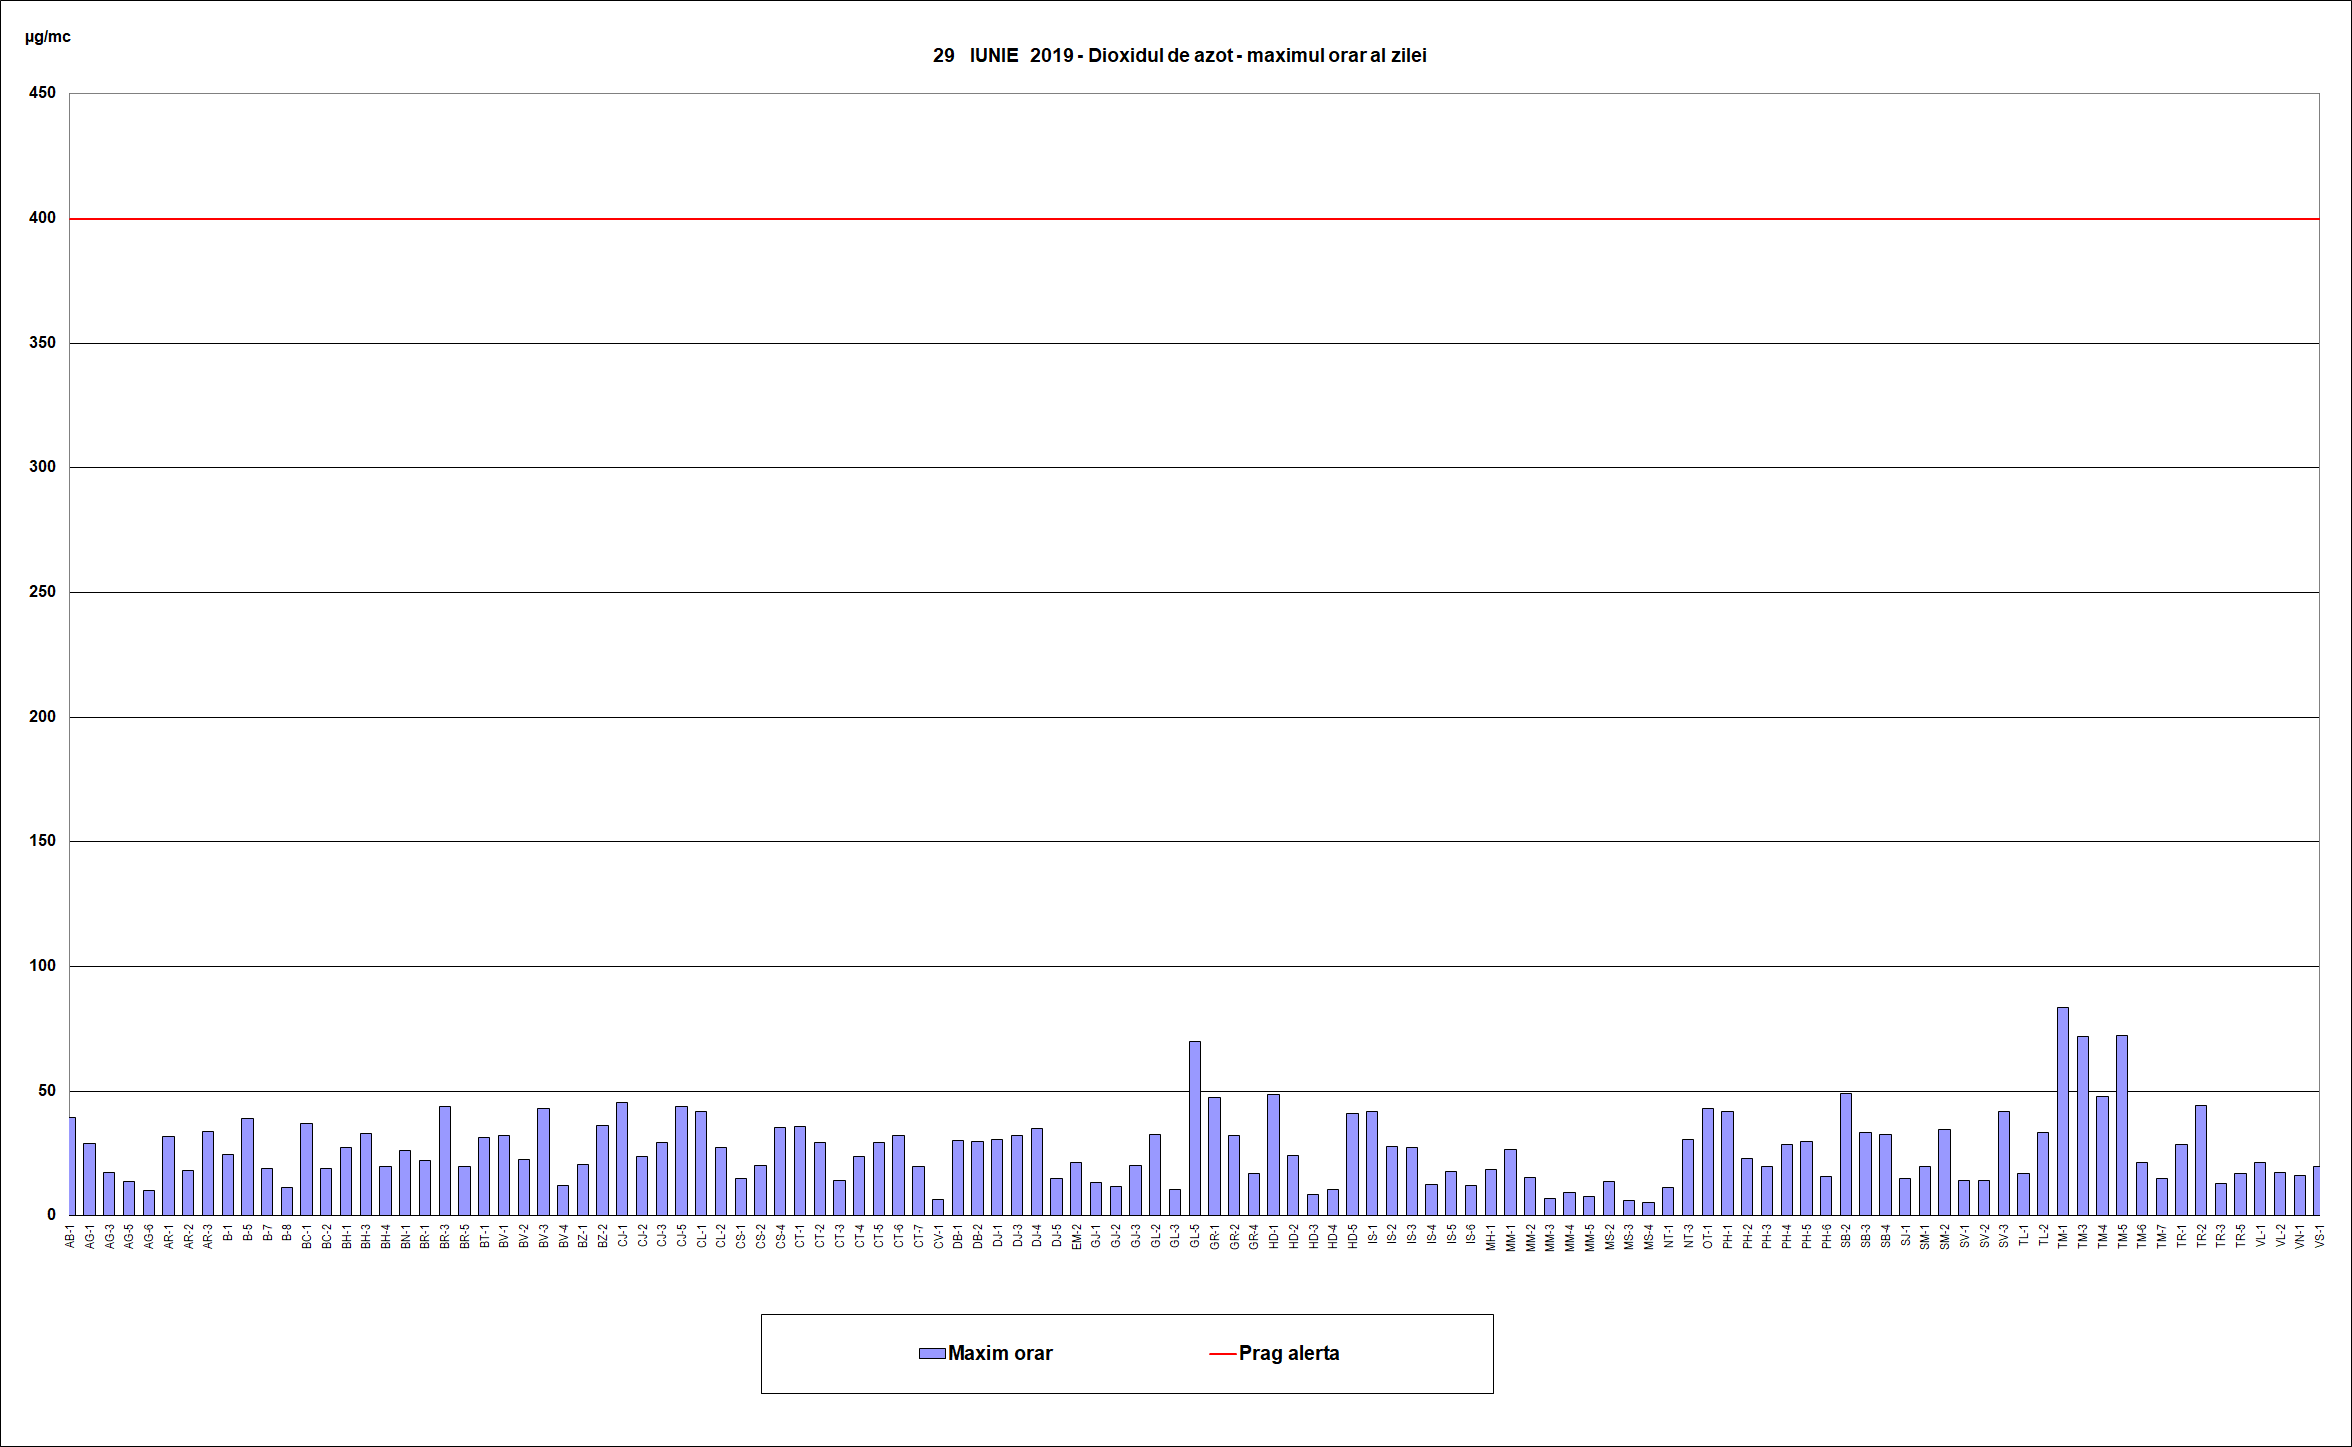 µg/mc
29 IUNIE 2019 - Dioxidul de azot - maximul orar al zilei
450
400
350
300
250
200
150
100
50
0
AB-1 AG-1 AG-3 AG-5 AG-6 AR-1 AR-2 AR-3 B-1 B-5 B-7 B-8 BC-1 BC-2 BH-1 BH-3 BH-4 BN-1 BR-1 BR-3 BR-5 BT-1 BV-1 BV-2 BV-3 BV-4 BZ-1 BZ-2 CJ-1 CJ-2 CJ-3 CJ-5 CL-1 CL-2 CS-1 CS-2 CS-4 CT-1 CT-2 CT-3 CT-4 CT-5 CT-6 CT-7 CV-1 DB-1 DB-2 DJ-1 DJ-3 DJ-4 DJ-5 EM-2 GJ-1 GJ-2 GJ-3 GL-2 GL-3 GL-5 GR-1 GR-2 GR-4 HD-1 HD-2 HD-3 HD-4 HD-5 IS-1 IS-2 IS-3 IS-4 IS-5 IS-6 MH-1 MM-1 MM-2 MM-3 MM-4 MM-5 MS-2 MS-3 MS-4 NT-1 NT-3 OT-1 PH-1 PH-2 PH-3 PH-4 PH-5 PH-6 SB-2 SB-3 SB-4 SJ-1 SM-1 SM-2 SV-1 SV-2 SV-3 TL-1 TL-2 TM-1 TM-3 TM-4 TM-5 TM-6 TM-7 TR-1 TR-2 TR-3 TR-5 VL-1 VL-2 VN-1 VS-1
Maxim orar Prag alerta